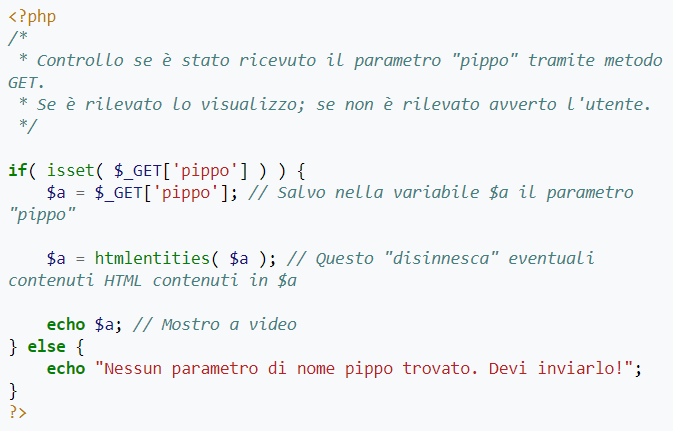 <?php
/*
 * Controllo se è stato ricevuto il parametro "pippo" tramite metodo
GET.
 * Se è rilevato lo visualizzo; se non è rilevato avverto l'utente.
 */

if( isset( $_GET['pippo'] ) ) {
    $a = $_GET['pippo']; // Salvo nella variabile $a il parametro
"pippo"

    $a = htmlentities( $a ); // Questo "disinnesca" eventuali
contenuti HTML contenuti in $a

    echo $a; // Mostro a video
} else {
    echo "Nessun parametro di nome pippo trovato. Devi inviarlo!";
}
?>